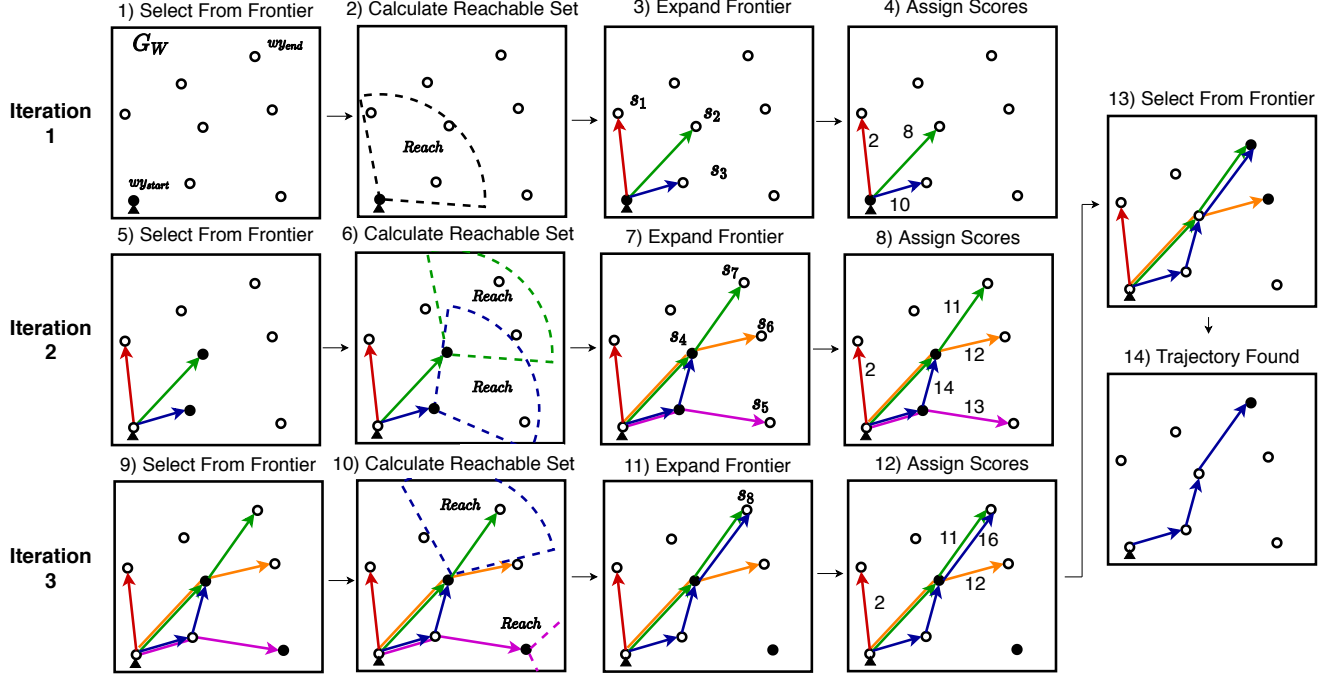 1) Select From Frontier
2) Calculate Reachable Set
3) Expand Frontier
4) Assign Scores
Iteration
1
G_W
wy_end
wy_start
Reach
s_1
s_2
s_3
2
8
10
13) Select From Frontier
5) Select From Frontier
6) Calculate Reachable Set
7) Expand Frontier
8) Assign Scores
Iteration
2
Reach
Reach
s_7
s_6
s_4
s_5
11
12
2
14
13
14) Trajectory Found
9) Select From Frontier
10) Calculate Reachable Set
11) Expand Frontier
12) Assign Scores
Iteration
3
Reach
Reach
s_8
11
16
12
2